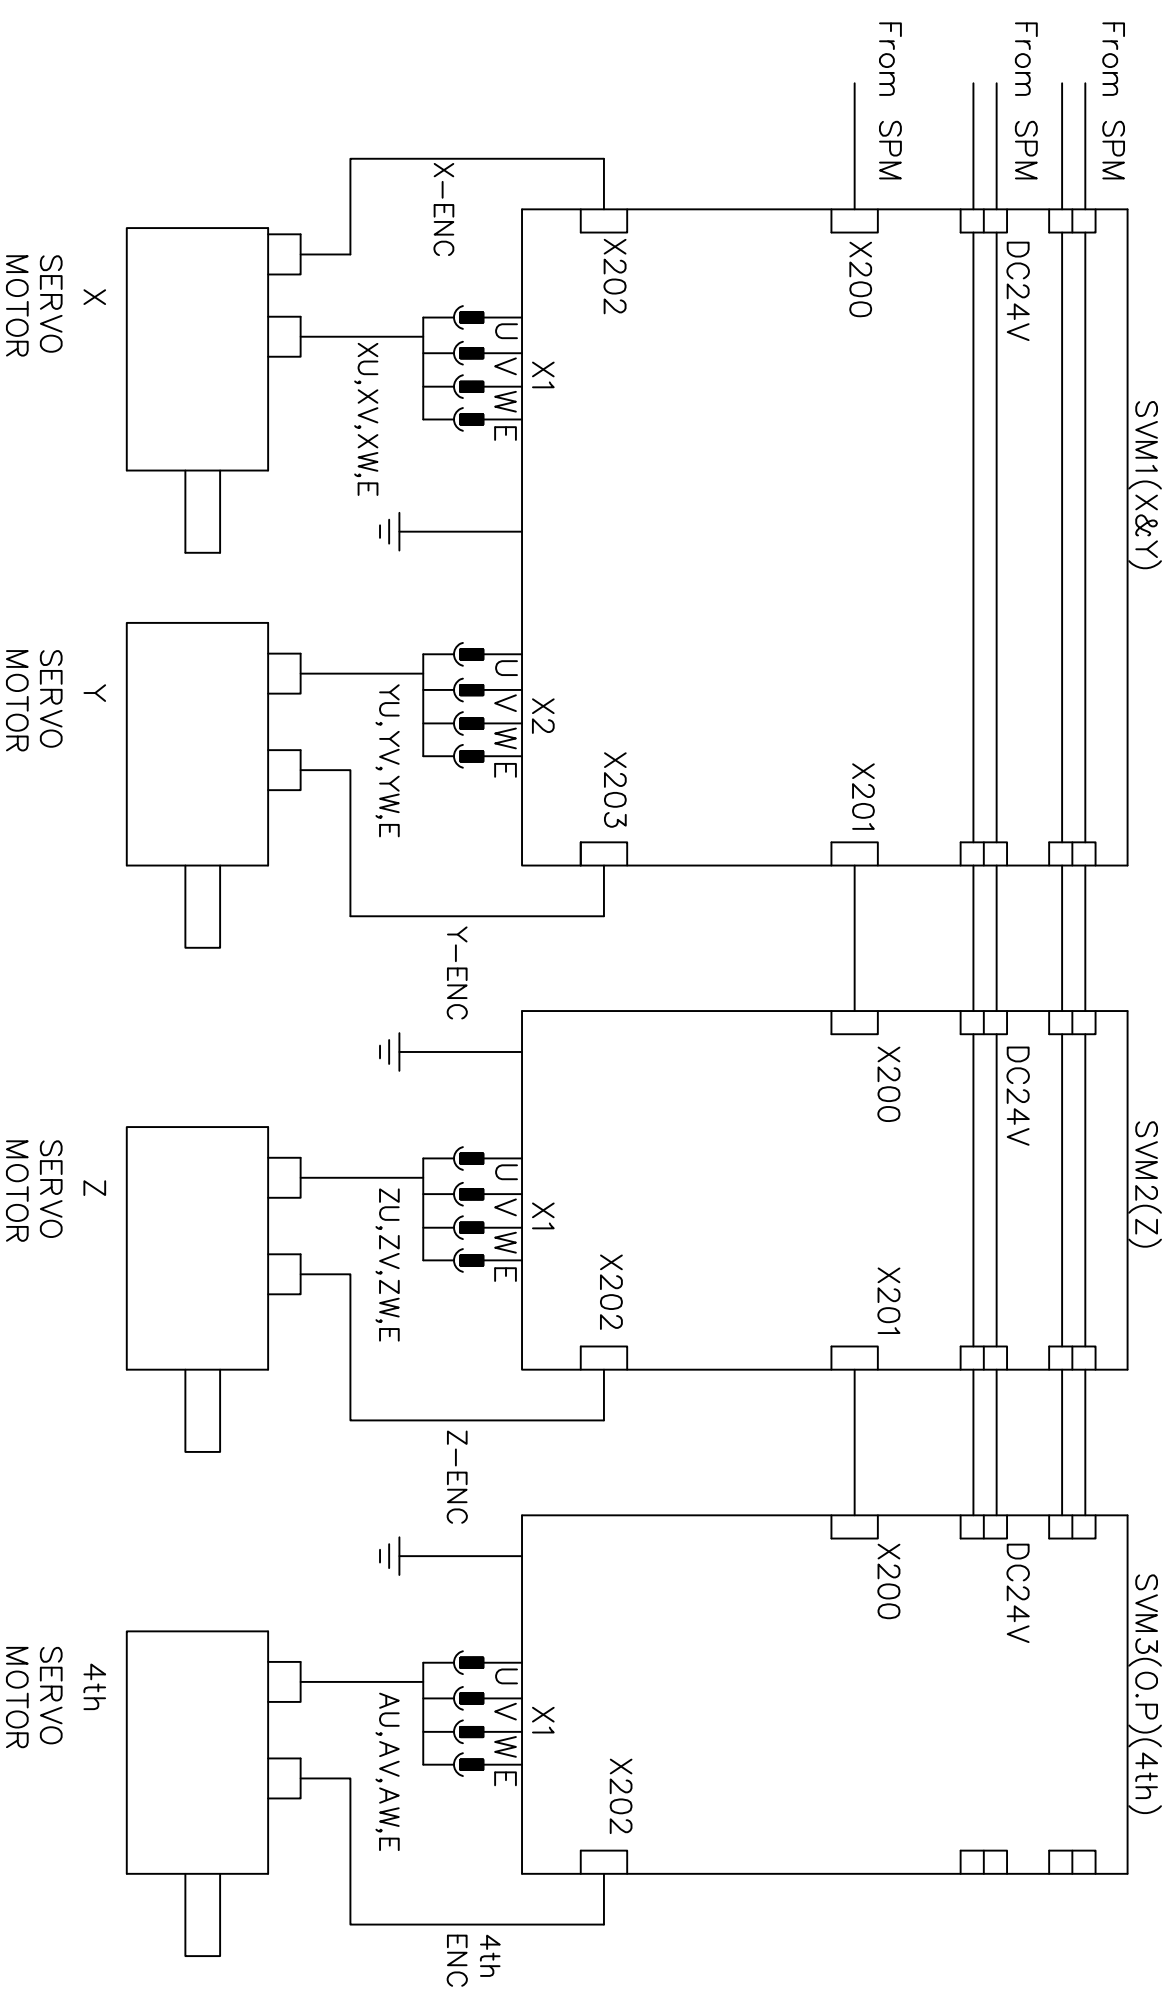 SVM1(X&Y)
SVM2(Z)
SVM3(O.P)(4th)
From SPM
From SPM
From SPM
DC24V
DC24V
DC24V
X200
X201
X200
X201
X200
X202
X203
X202
X202
X1
X2
X1
X1
U V W E
U V W E
U V W E
U V W E
X-ENC
Y-ENC
Z-ENC
4th
ENC
XU,XV,XW,E
YU,YV,YW,E
ZU,ZV,ZW,E
AU,AV,AW,E
X
SERVO
MOTOR
Y
SERVO
MOTOR
Z
SERVO
MOTOR
4th
SERVO
MOTOR